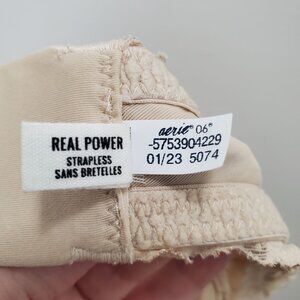 REAL POWER
STRAPLESS
SANS BRETELLES
aerie® 06®
-5753904229
01/23 5074